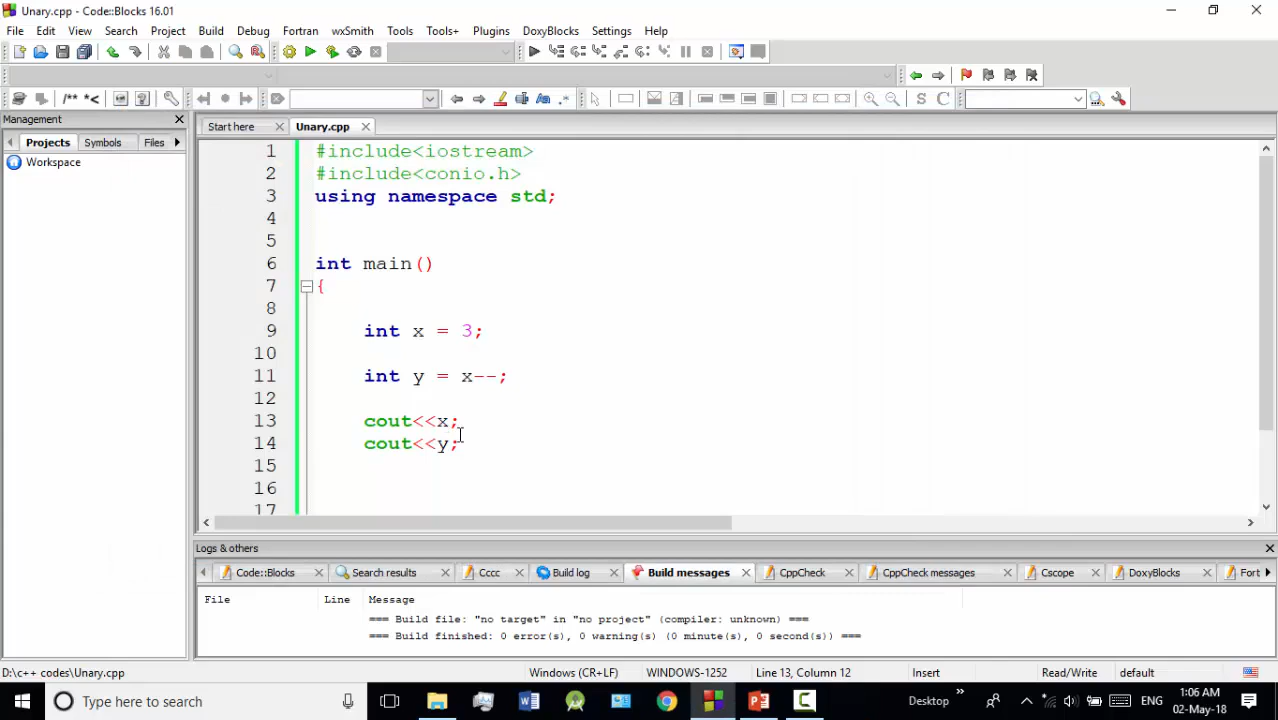 Unary.cpp - Code::Blocks 16.01
File Edit View Search Project Build Debug Fortran wxSmith Tools Tools+ Plugins DoxyBlocks Settings Help
/** *<
S C
Management
Start here Unary.cpp
Projects Symbols Files
Workspace
1 #include<iostream>
2 #include<conio.h>
3 using namespace std;
4
5
6 int main()
7 {
8
9 int x = 3;
10
11 int y = x--;
12
13 cout<<x;
14 cout<<y;
15
16
17
Logs & others
Code::Blocks Search results Cccc Build log Build messages CppCheck CppCheck messages Cscope DoxyBlocks Fort
File Line Message
=== Build file: "no target" in "no project" (compiler: unknown) ===
=== Build finished: 0 error(s), 0 warning(s) (0 minute(s), 0 second(s)) ===
D:\c++ codes\Unary.cpp Windows (CR+LF) WINDOWS-1252 Line 13, Column 12 Insert Read/Write default
Type here to search Desktop ENG 1:06 AM
02-May-18